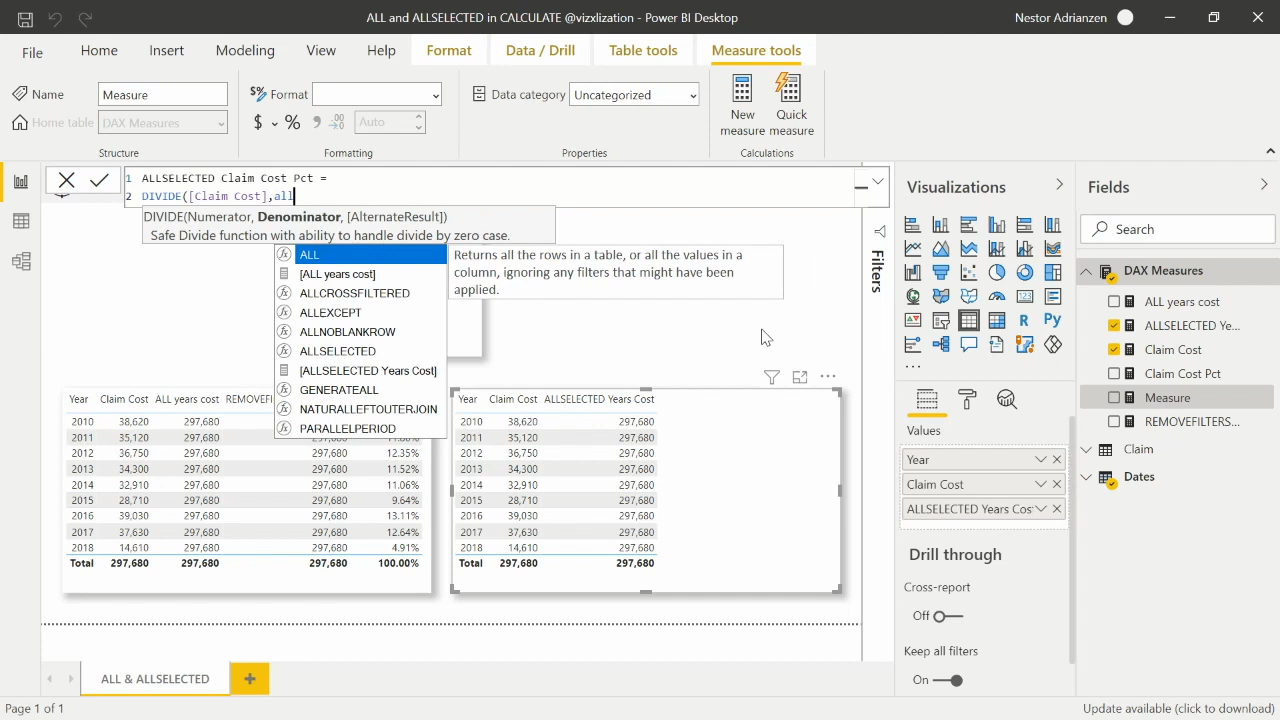 ALL and ALLSELECTED in CALCULATE @vizxlization - Power BI Desktop
Nestor Adrianzen
File
Home
Insert
Modeling
View
Help
Format
Data / Drill
Table tools
Measure tools
Name
Measure
Home table
DAX Measures
Structure
$% Format
$ % 9 .00
Auto
Formatting
Data category
Uncategorized
Properties
New measure
Quick measure
Calculations
1 ALLSELECTED Claim Cost Pct =
2 DIVIDE([Claim Cost],all
DIVIDE(Numerator, Denominator, [AlternateResult])
Safe Divide function with ability to handle divide by zero case.
ALL
[ALL years cost]
ALLCROSSFILTERED
ALLEXCEPT
ALLNOBLANKROW
ALLSELECTED
[ALLSELECTED Years Cost]
GENERATEALL
NATURALLEFTOUTERJOIN
PARALLELPERIOD
Returns all the rows in a table, or all the values in a
column, ignoring any filters that might have been
applied.
Year Claim Cost ALL years cost REMOVEFI
2010 38,620 297,680
2011 35,120 297,680
2012 36,750 297,680 297,680 12.35%
2013 34,300 297,680 297,680 11.52%
2014 32,910 297,680 297,680 11.06%
2015 28,710 297,680 297,680 9.64%
2016 39,030 297,680 297,680 13.11%
2017 37,630 297,680 297,680 12.64%
2018 14,610 297,680 297,680 4.91%
Total 297,680 297,680 297,680 100.00%
Year Claim Cost ALLSELECTED Years Cost
2010 38,620 297,680
2011 35,120 297,680
2012 36,750 297,680
2013 34,300 297,680
2014 32,910 297,680
2015 28,710 297,680
2016 39,030 297,680
2017 37,630 297,680
2018 14,610 297,680
Total 297,680 297,680
Filters
Visualizations
R
Py
Values
Year
Claim Cost
ALLSELECTED Years Cos
Drill through
Cross-report
Off
Keep all filters
On
Fields
Search
DAX Measures
ALL years cost
ALLSELECTED Ye...
Claim Cost
Claim Cost Pct
Measure
REMOVEFILTERS...
Claim
Dates
ALL & ALLSELECTED
Page 1 of 1
Update available (click to download)